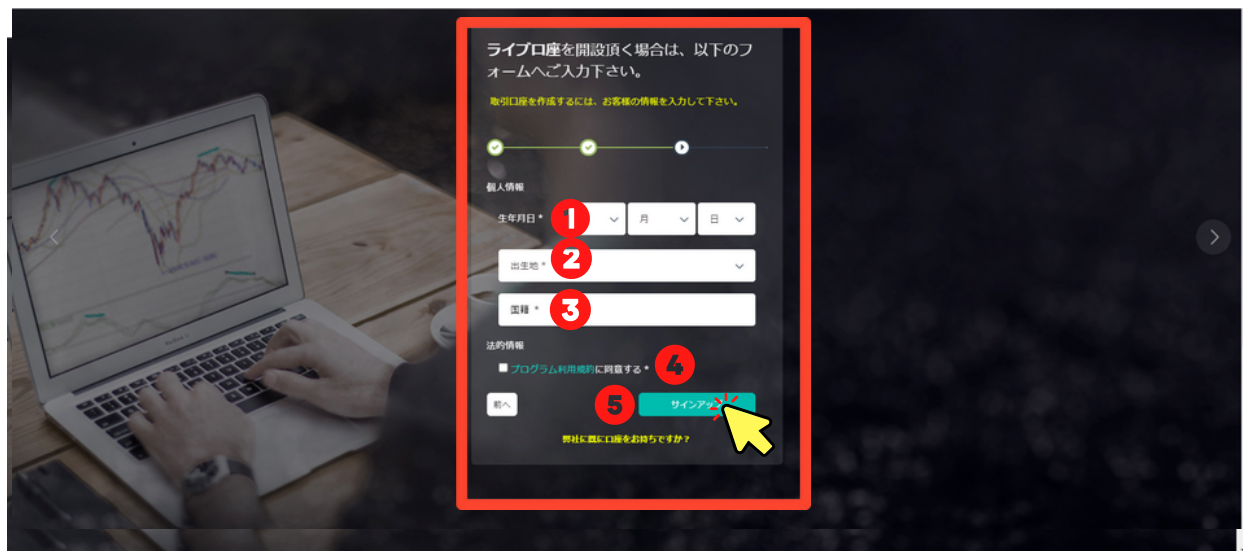 ライブ口座を開設頂く場合は、以下のフ
ォームへご入力下さい。
取引口座を作成するには、お客様の情報を入力して下さい。
個人情報
生年月日 * 1 月 日
出生地 * 2
国籍 * 3
法的情報
プログラム利用規約に同意する * 4
前へ 5 サインアップ
弊社に既に口座をお持ちですか?